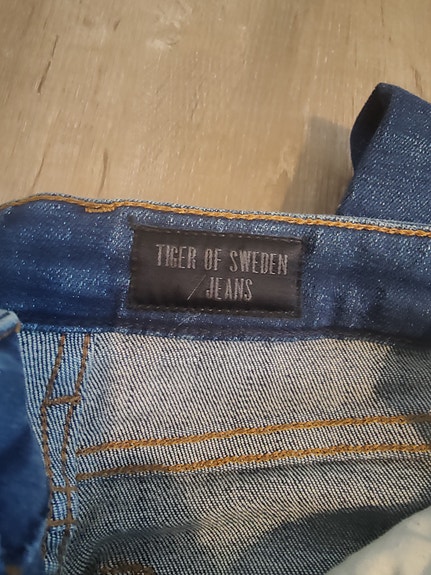 TIGER OF SWEDEN
/ JEANS